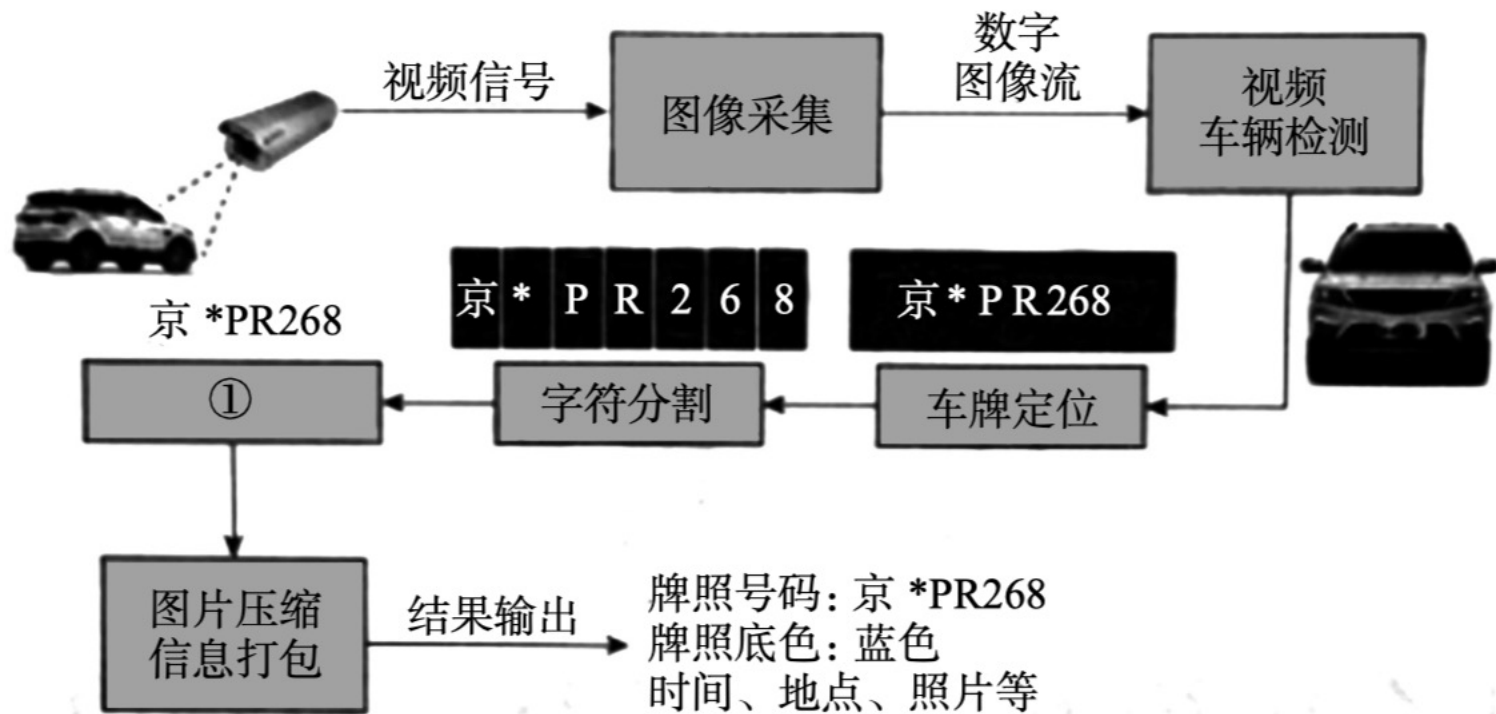 视频信号
图像采集
数字
图像流
视频
车辆检测
京 * P R 2 6 8
京 * P R 268
京 *PR268
①
字符分割
车牌定位
图片压缩
信息打包
结果输出
牌照号码: 京 *PR268
牌照底色: 蓝色
时间、地点、照片等